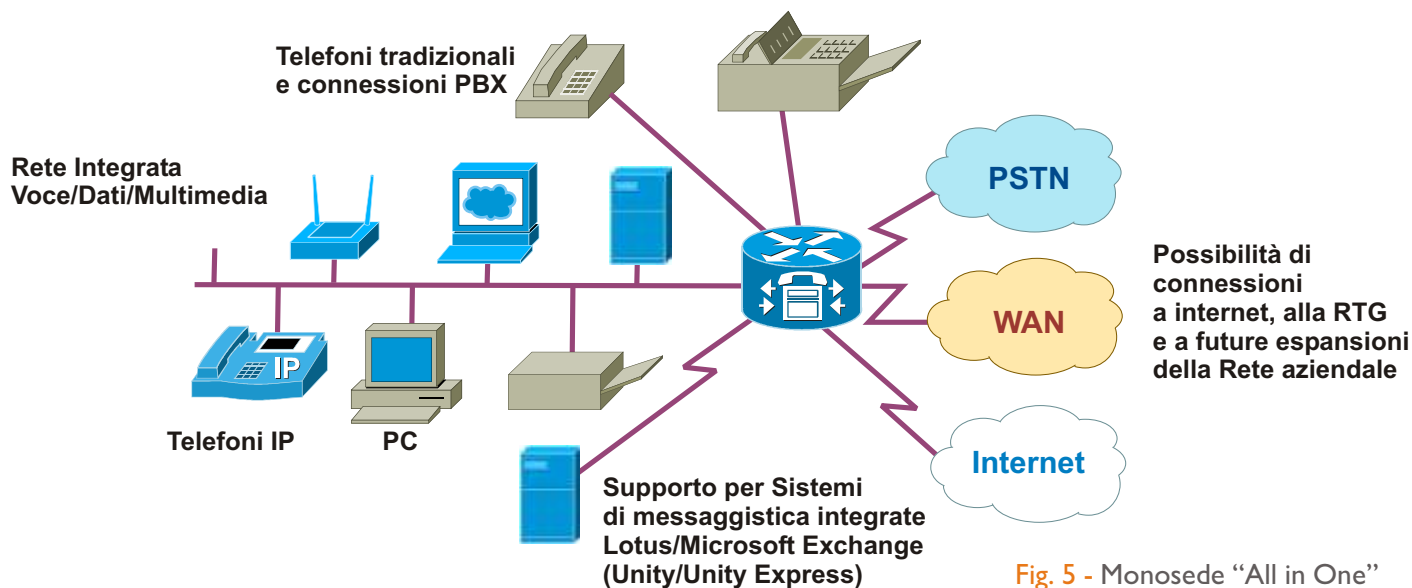 Telefoni tradizionali
e connessioni PBX
Rete Integrata
Voce/Dati/Multimedia
PSTN
WAN
Internet
Possibilità di
connessioni
a internet, alla RTG
e a future espansioni
della Rete aziendale
IP
Telefoni IP
PC
Supporto per Sistemi
di messaggistica integrate
Lotus/Microsoft Exchange
(Unity/Unity Express)
Fig. 5 - Monosede “All in One”